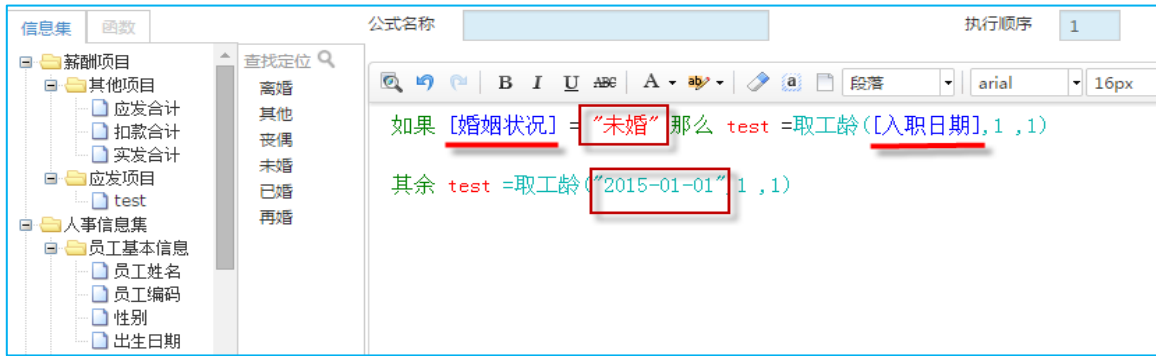 信息集 函数 公式名称 执行顺序 1
薪酬项目
其他项目
应发合计
扣款合计
实发合计
应发项目
test
人事信息集
员工基本信息
员工姓名
员工编码
性别
出生日期
查找定位
离婚
其他
丧偶
未婚
已婚
再婚
B I U ABC A ab a 段落 arial 16px
如果 [婚姻状况] = "未婚" 那么 test =取工龄([入职日期],1 ,1)
其余 test =取工龄("2015-01-01" 1 ,1)